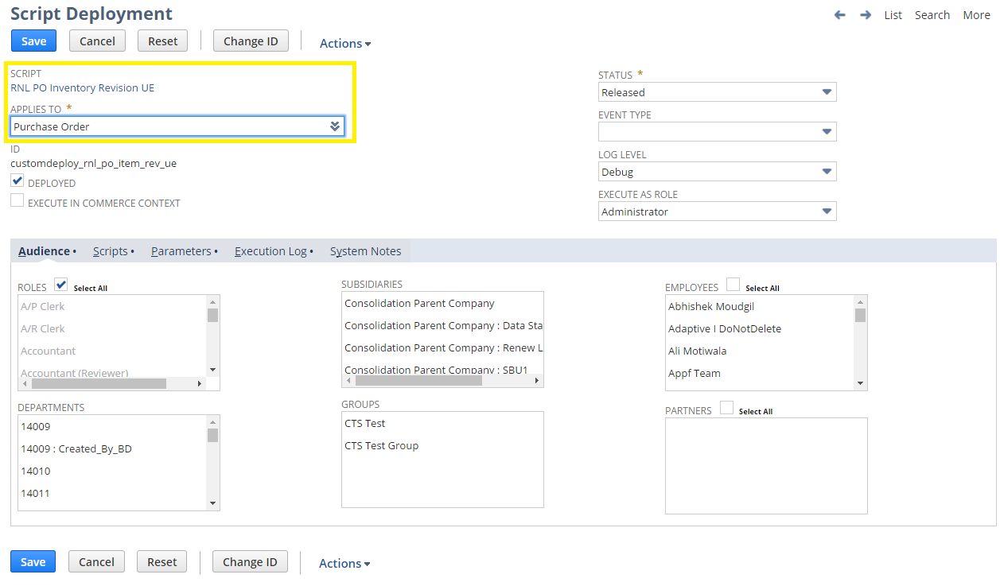 Script Deployment
List Search More
Save Cancel Reset Change ID Actions
SCRIPT
RNL PO Inventory Revision UE
APPLIES TO *
Purchase Order
ID
customdeploy_rnl_po_item_rev_ue
DEPLOYED
EXECUTE IN COMMERCE CONTEXT
STATUS *
Released
EVENT TYPE
LOG LEVEL
Debug
EXECUTE AS ROLE
Administrator
Audience • Scripts • Parameters • Execution Log • System Notes
ROLES Select All
A/P Clerk
A/R Clerk
Accountant
Accountant (Reviewer)
SUBSIDIARIES
Consolidation Parent Company
Consolidation Parent Company : Data Sta
Consolidation Parent Company : Renew L
Consolidation Parent Company : SBU1
EMPLOYEES Select All
Abhishek Moudgil
Adaptive I DoNotDelete
Ali Motiwala
Appf Team
DEPARTMENTS
14009
14009 : Created_By_BD
14010
14011
GROUPS
CTS Test
CTS Test Group
PARTNERS Select All
Save Cancel Reset Change ID Actions